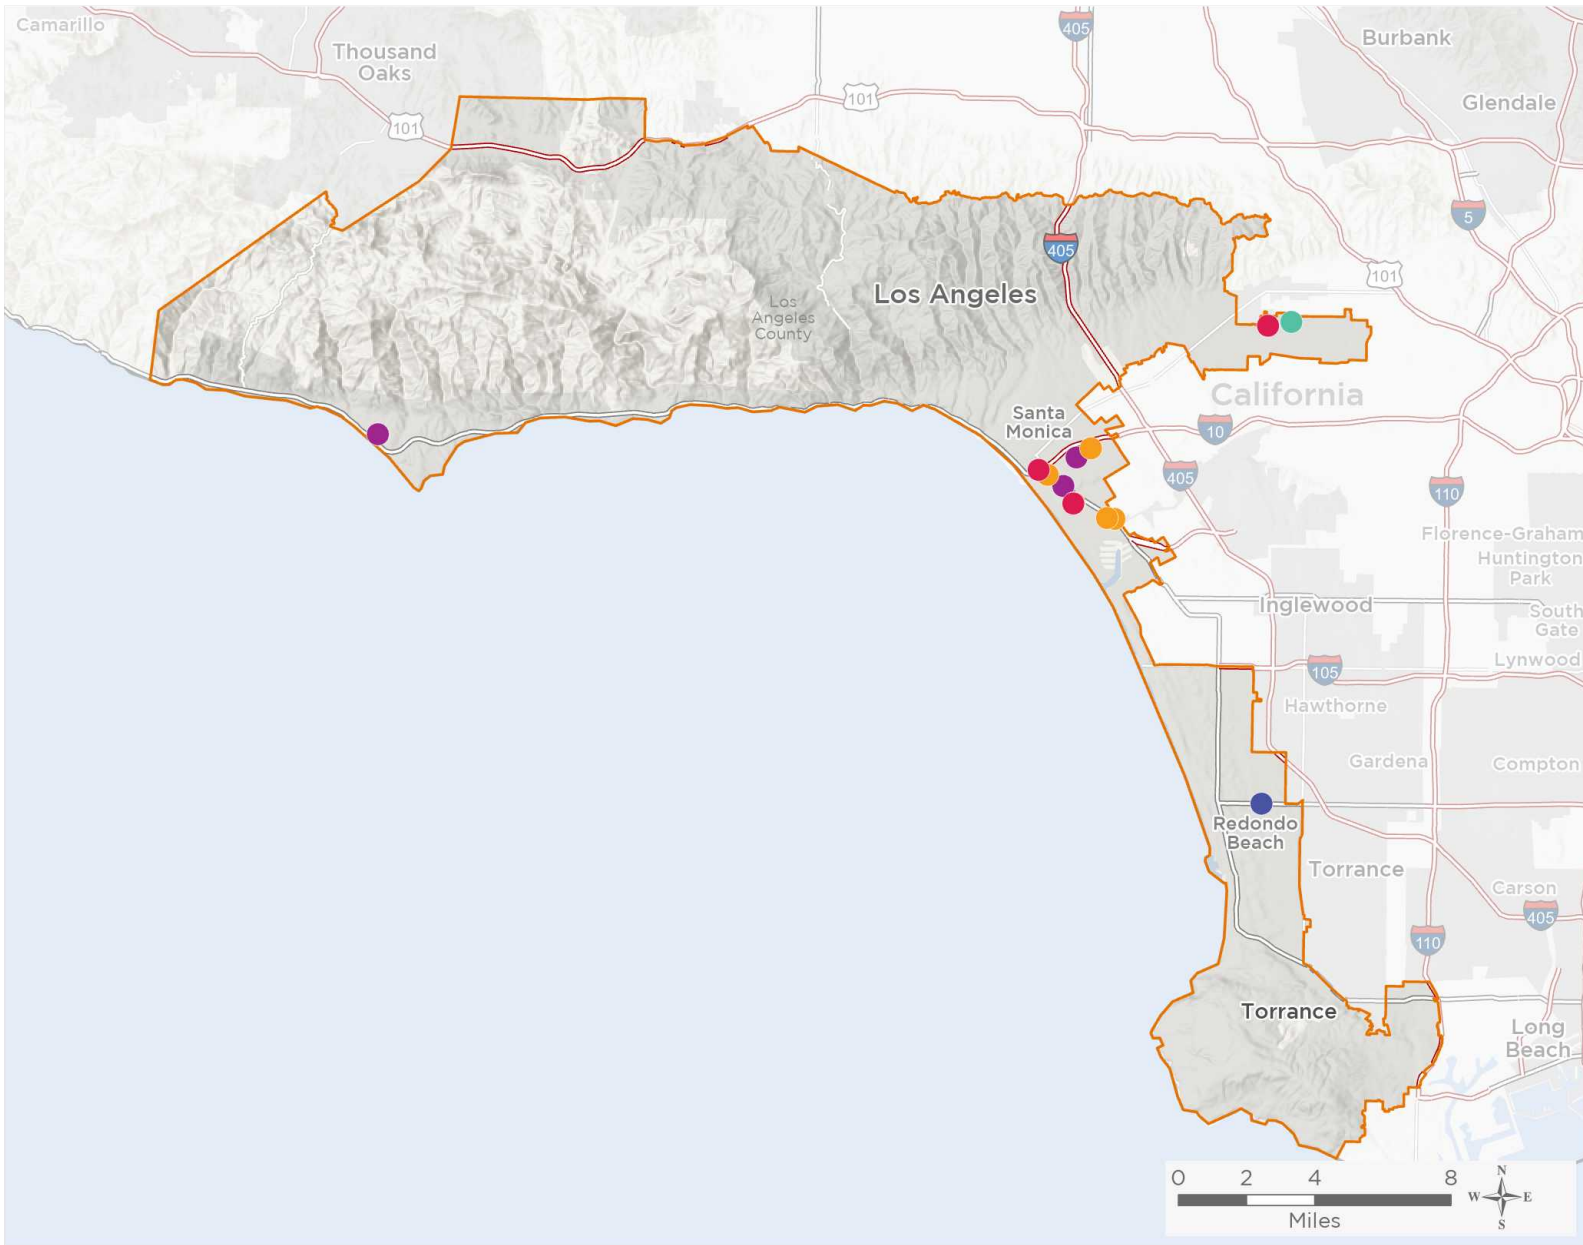 Camarillo
Thousand
Oaks
101
101
405
Burbank
Glendale
5
101
405
Los Angeles
Los
Angeles
County
California
Santa
Monica
10
405
110
Florence-Graham
Huntington
Park
Inglewood
South
Gate
Lynwood
105
Hawthorne
Gardena
Compton
Redondo
Beach
Torrance
Carson
405
110
Torrance
Long
Beach
0 2 4 8
Miles
N
W E
S